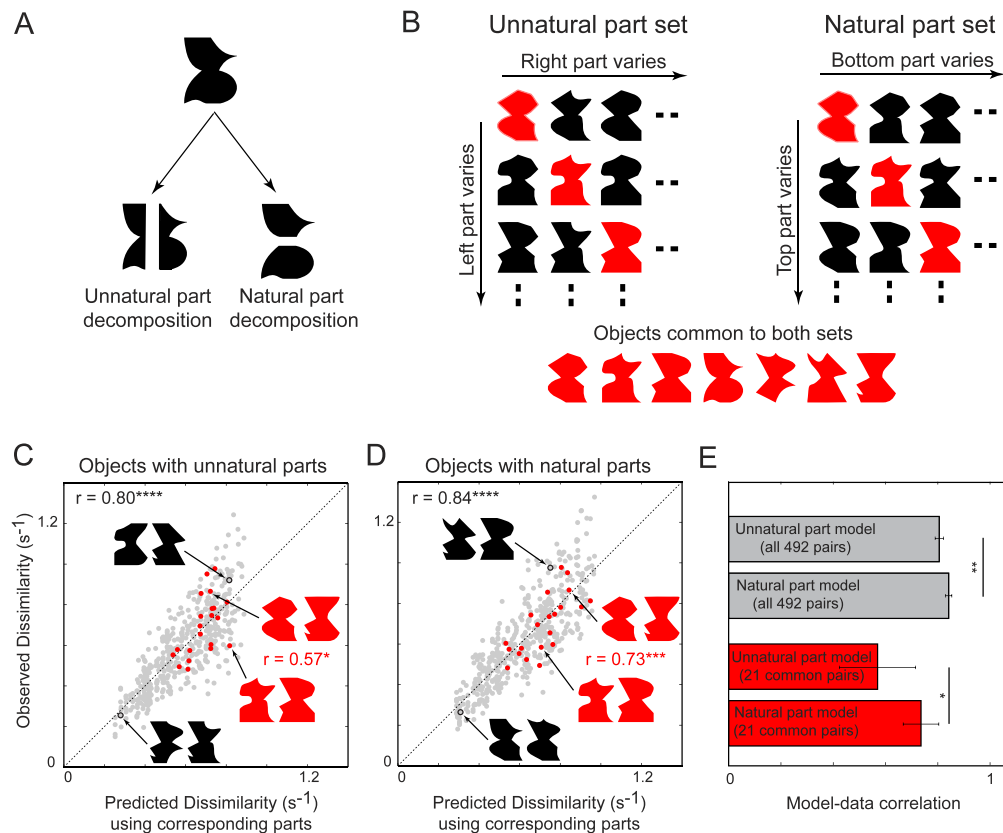 A
Unnatural part
decomposition
Natural part
decomposition
B
Unnatural part set
Right part varies
Left part varies
Natural part set
Bottom part varies
Top part varies
Objects common to both sets
C
Objects with unnatural parts
r = 0.80****
r = 0.57*
Observed Dissimilarity (s-1)
1.2
0
0
1.2
Predicted Dissimilarity (s-1)
using corresponding parts
D
Objects with natural parts
r = 0.84****
r = 0.73***
1.2
0
0
1.2
Predicted Dissimilarity (s-1)
using corresponding parts
E
Unnatural part model
(all 492 pairs)
Natural part model
(all 492 pairs)
**
Unnatural part model
(21 common pairs)
Natural part model
(21 common pairs)
*
0
1
Model-data correlation